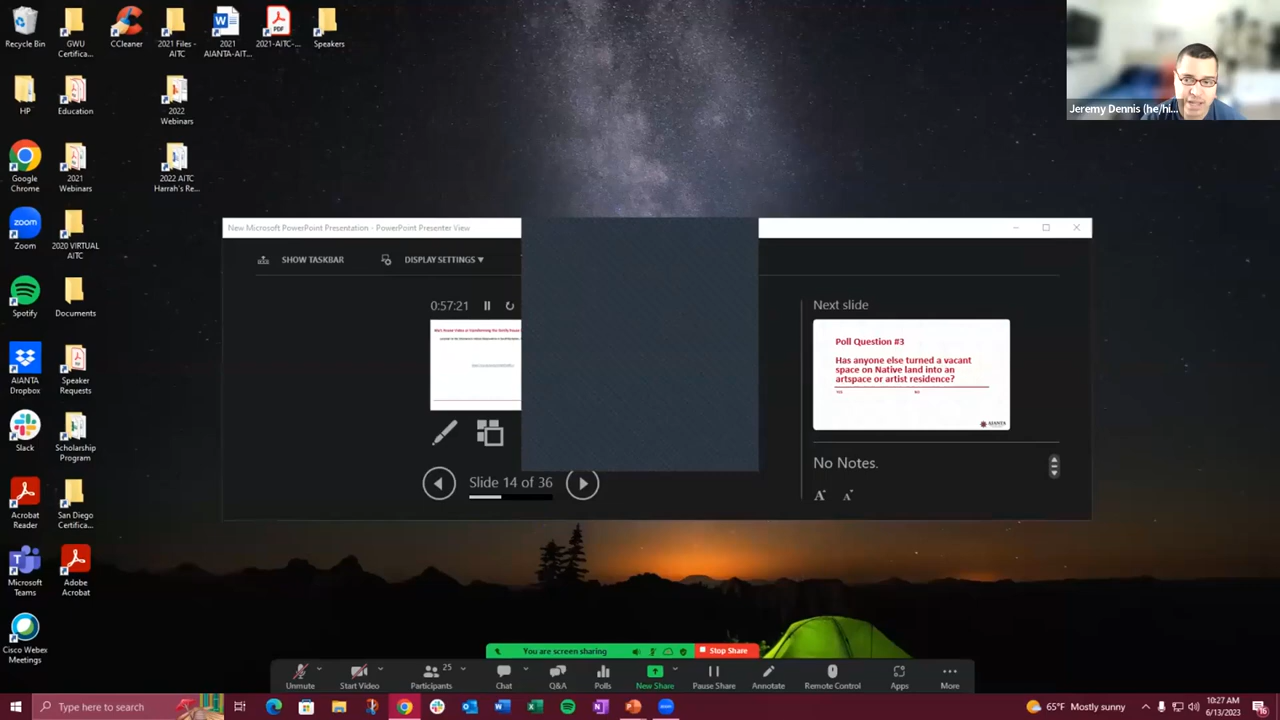 Recycle Bin
GWU
Certifica...
CCleaner
2021 Files -
AITC
2021
AIANTA-AIT...
2021-AITC-...
Speakers
HP
Education
2022
Webinars
Google
Chrome
2021
Webinars
2022 AITC
Harrah's Re...
Zoom
2020 VIRTUAL
AITC
Spotify
Documents
AIANTA
Dropbox
Speaker
Requests
Slack
Scholarship
Program
Acrobat
Reader
San Diego
Certifica...
Microsoft
Teams
Adobe
Acrobat
Cisco Webex
Meetings
Jeremy Dennis (he/hi...
New Microsoft PowerPoint Presentation - PowerPoint Presenter View
SHOW TASKBAR
DISPLAY SETTINGS
0:57:21
Slide 14 of 36
Next slide
Poll Question #3
Has anyone else turned a vacant
space on Native land into an
artspace or artist residence?
YES
NO
AIANTA
No Notes.
A
A
You are screen sharing
Stop Share
Unmute
Start Video
25
Participants
Chat
Q&A
Polls
New Share
Pause Share
Annotate
Remote Control
Apps
More
Type here to search
65°F Mostly sunny
10:27 AM
6/13/2023